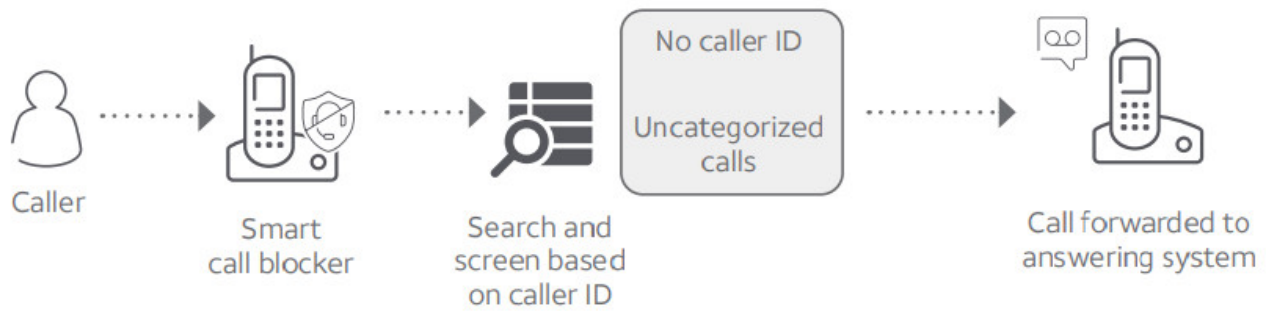 Caller
Smart
call blocker
Search and
screen based
on caller ID
No caller ID
Uncategorized
calls
Call forwarded to
answering system